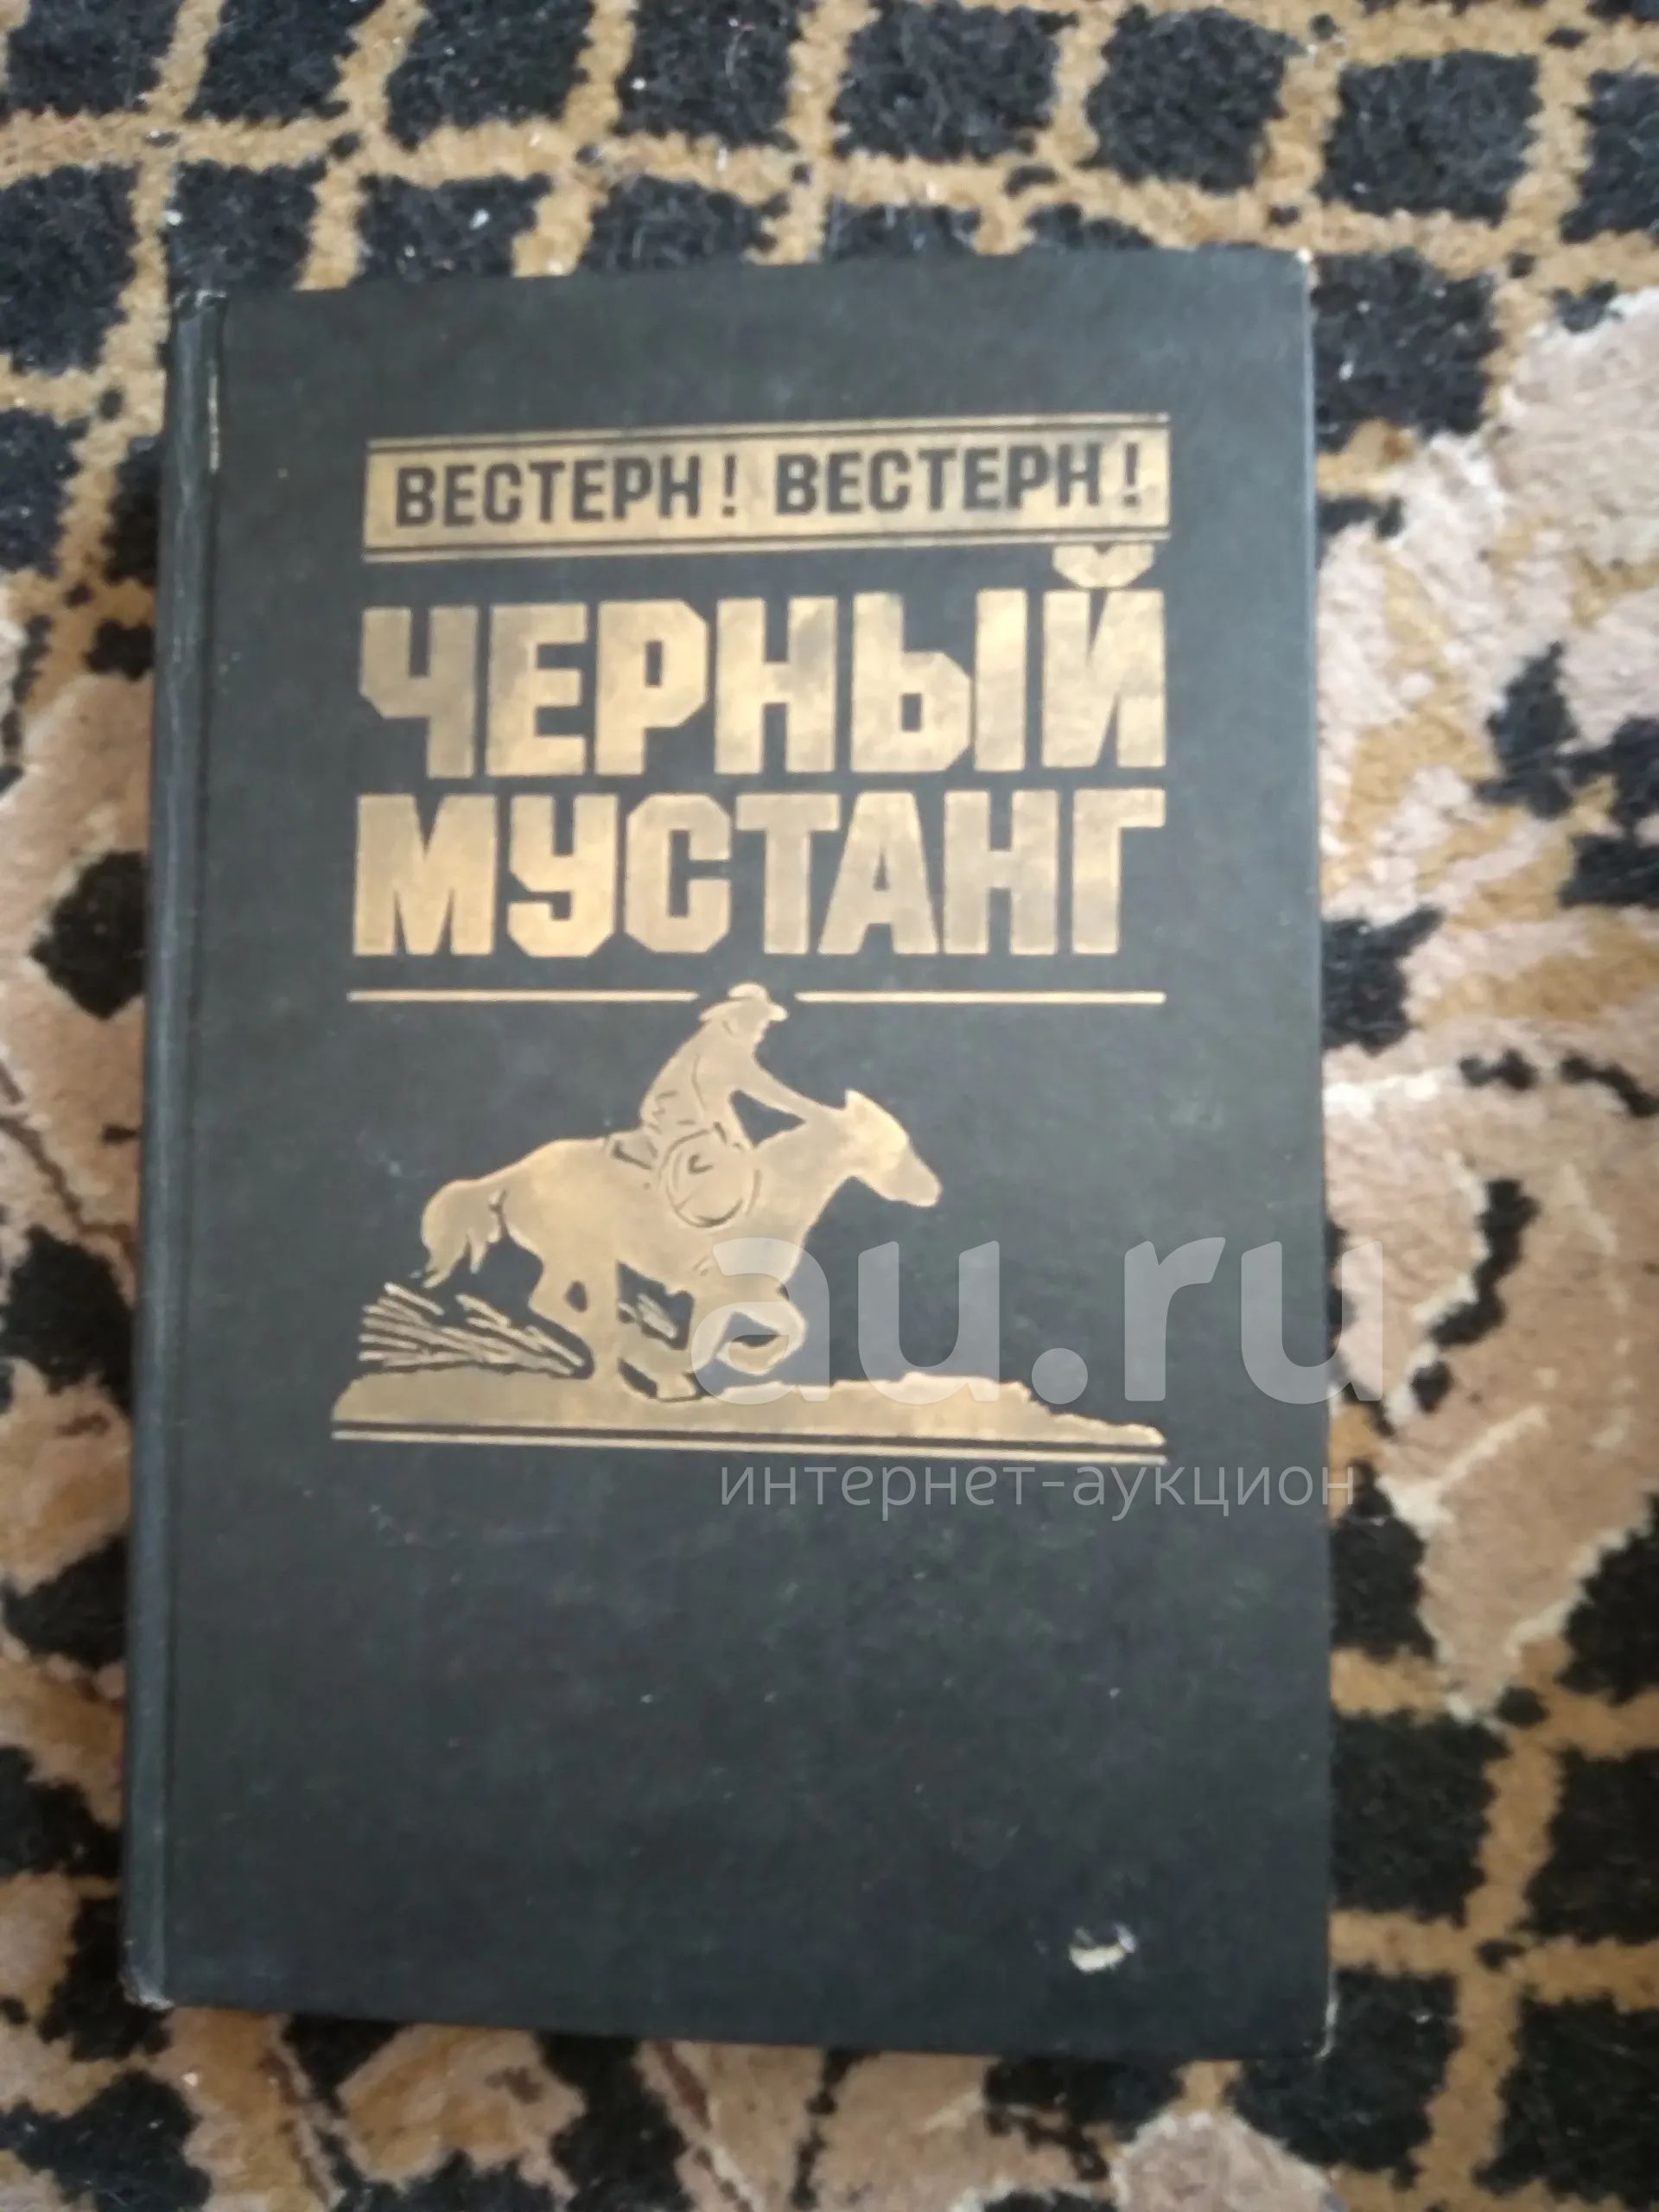 ВЕСТЕРН! ВЕСТЕРН!
ЧЕРНЫЙ
МУСТАНГ
au.ru
интернет-аукцион